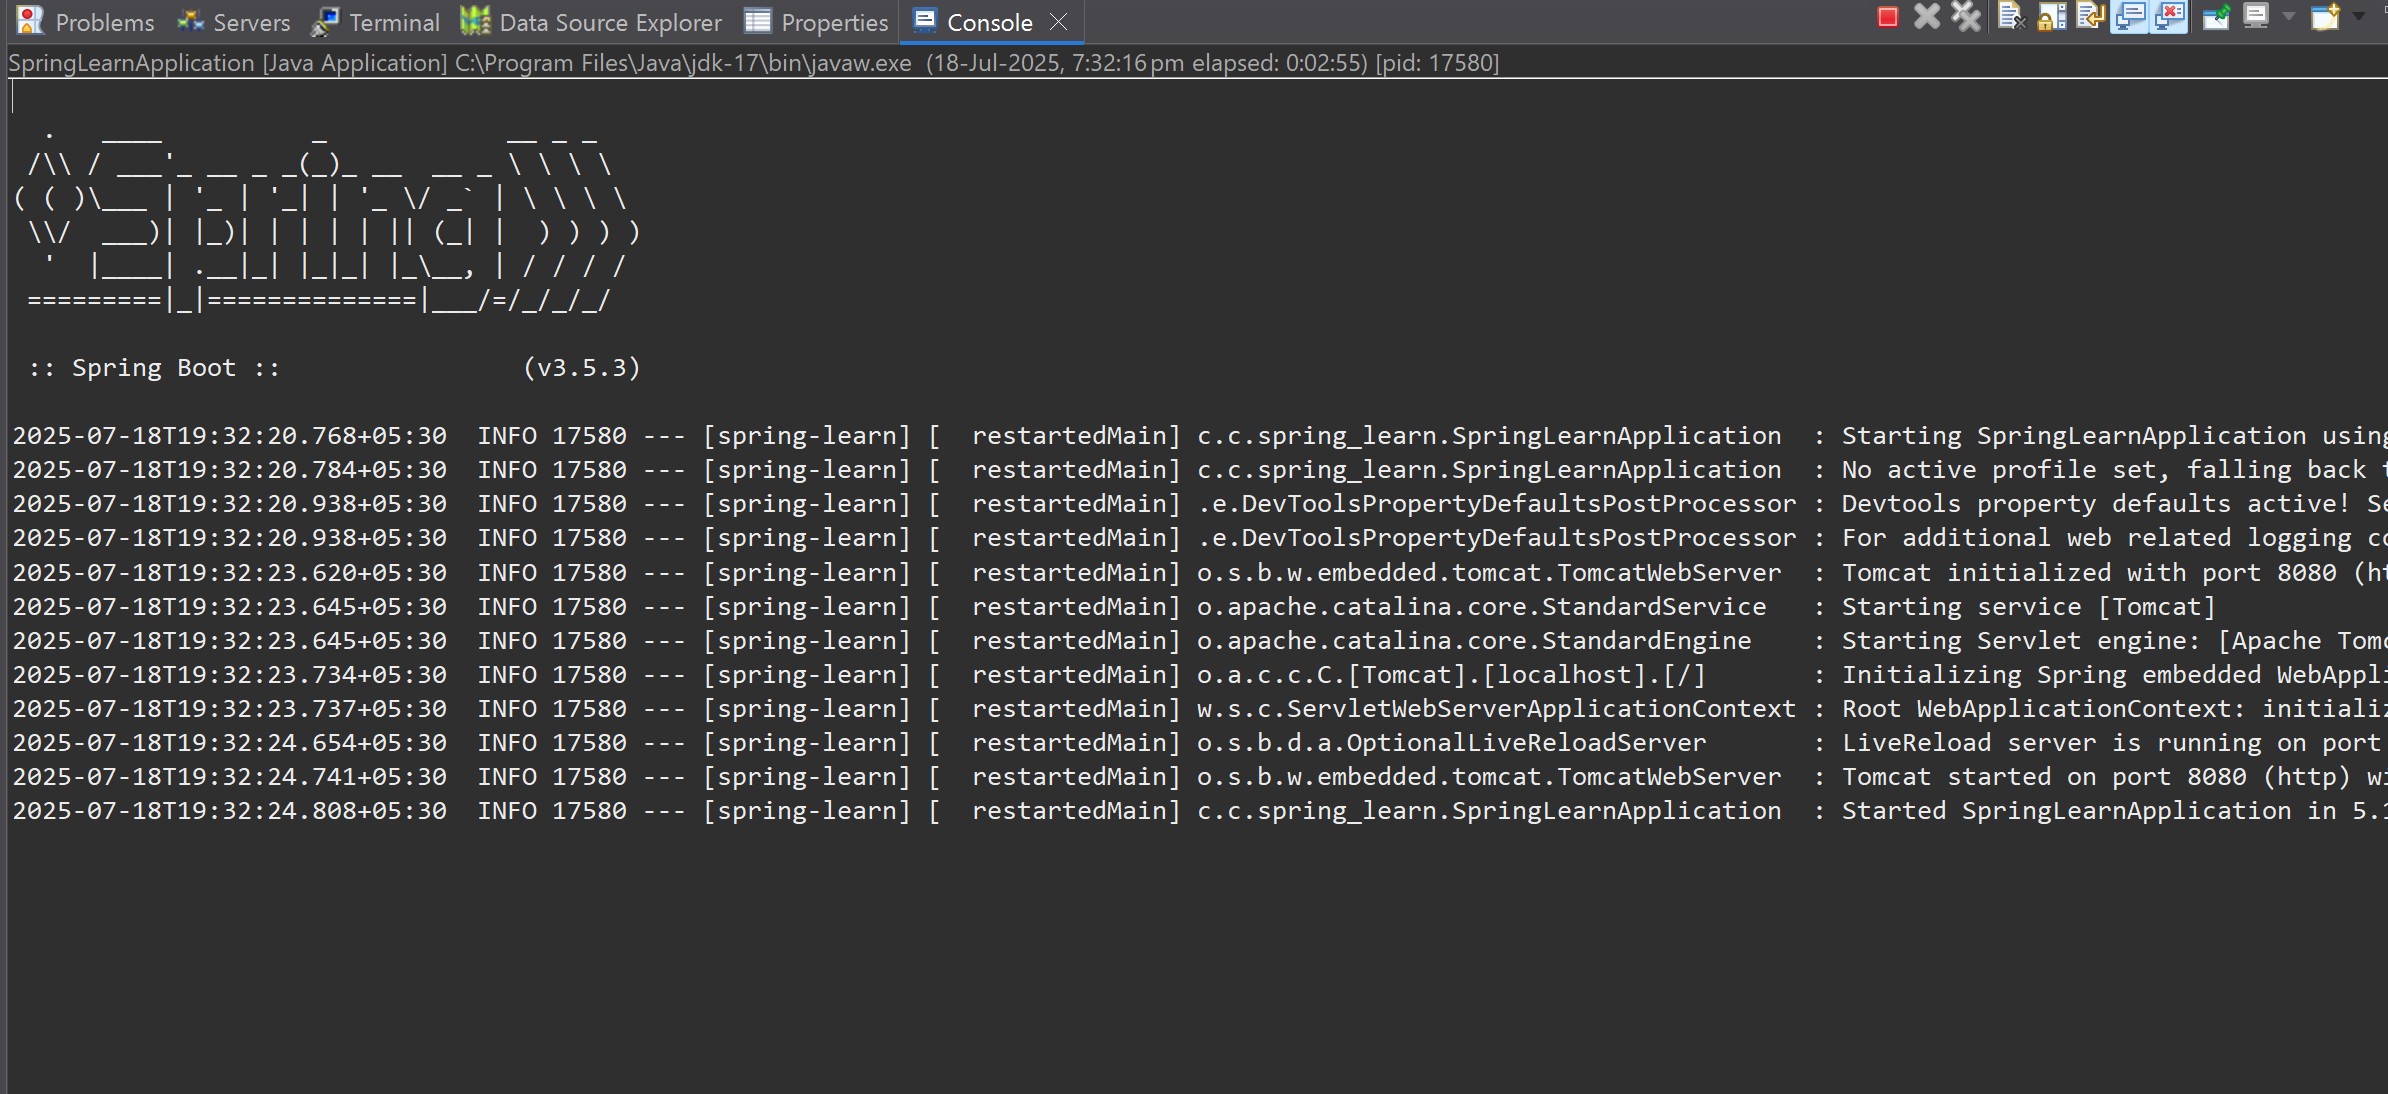 Problems Servers Terminal Data Source Explorer Properties Console
SpringLearnApplication [Java Application] C:\Program Files\Java\jdk-17\bin\javaw.exe (18-Jul-2025, 7:32:16 pm elapsed: 0:02:55) [pid: 17580]
  .   ____          _            __ _ _
 /\\ / ___'_ __ _ _(_)_ __  __ _ \ \ \ \
( ( )\___ | '_ | '_| | '_ \/ _` | \ \ \ \
 \\/  ___)| |_)| | | | | || (_| |  ) ) ) )
  '  |____| .__|_| |_|_| |_\__, | / / / /
 =========|_|==============|___/=/_/_/_/
 :: Spring Boot ::                (v3.5.3)
2025-07-18T19:32:20.768+05:30  INFO 17580 --- [spring-learn] [  restartedMain] c.c.spring_learn.SpringLearnApplication  : Starting SpringLearnApplication using
2025-07-18T19:32:20.784+05:30  INFO 17580 --- [spring-learn] [  restartedMain] c.c.spring_learn.SpringLearnApplication  : No active profile set, falling back
2025-07-18T19:32:20.938+05:30  INFO 17580 --- [spring-learn] [  restartedMain] .e.DevToolsPropertyDefaultsPostProcessor : Devtools property defaults active!
2025-07-18T19:32:20.938+05:30  INFO 17580 --- [spring-learn] [  restartedMain] .e.DevToolsPropertyDefaultsPostProcessor : For additional web related logging
2025-07-18T19:32:23.620+05:30  INFO 17580 --- [spring-learn] [  restartedMain] o.s.b.w.embedded.tomcat.TomcatWebServer  : Tomcat initialized with port 8080
2025-07-18T19:32:23.645+05:30  INFO 17580 --- [spring-learn] [  restartedMain] o.apache.catalina.core.StandardService   : Starting service [Tomcat]
2025-07-18T19:32:23.645+05:30  INFO 17580 --- [spring-learn] [  restartedMain] o.apache.catalina.core.StandardEngine    : Starting Servlet engine: [Apache
2025-07-18T19:32:23.734+05:30  INFO 17580 --- [spring-learn] [  restartedMain] o.a.c.c.C.[Tomcat].[localhost].[/]       : Initializing Spring embedded
2025-07-18T19:32:23.737+05:30  INFO 17580 --- [spring-learn] [  restartedMain] w.s.c.ServletWebServerApplicationContext : Root WebApplicationContext:
2025-07-18T19:32:24.654+05:30  INFO 17580 --- [spring-learn] [  restartedMain] o.s.b.d.a.OptionalLiveReloadServer       : LiveReload server is running on port
2025-07-18T19:32:24.741+05:30  INFO 17580 --- [spring-learn] [  restartedMain] o.s.b.w.embedded.tomcat.TomcatWebServer  : Tomcat started on port 8080 (http)
2025-07-18T19:32:24.808+05:30  INFO 17580 --- [spring-learn] [  restartedMain] c.c.spring_learn.SpringLearnApplication  : Started SpringLearnApplication in